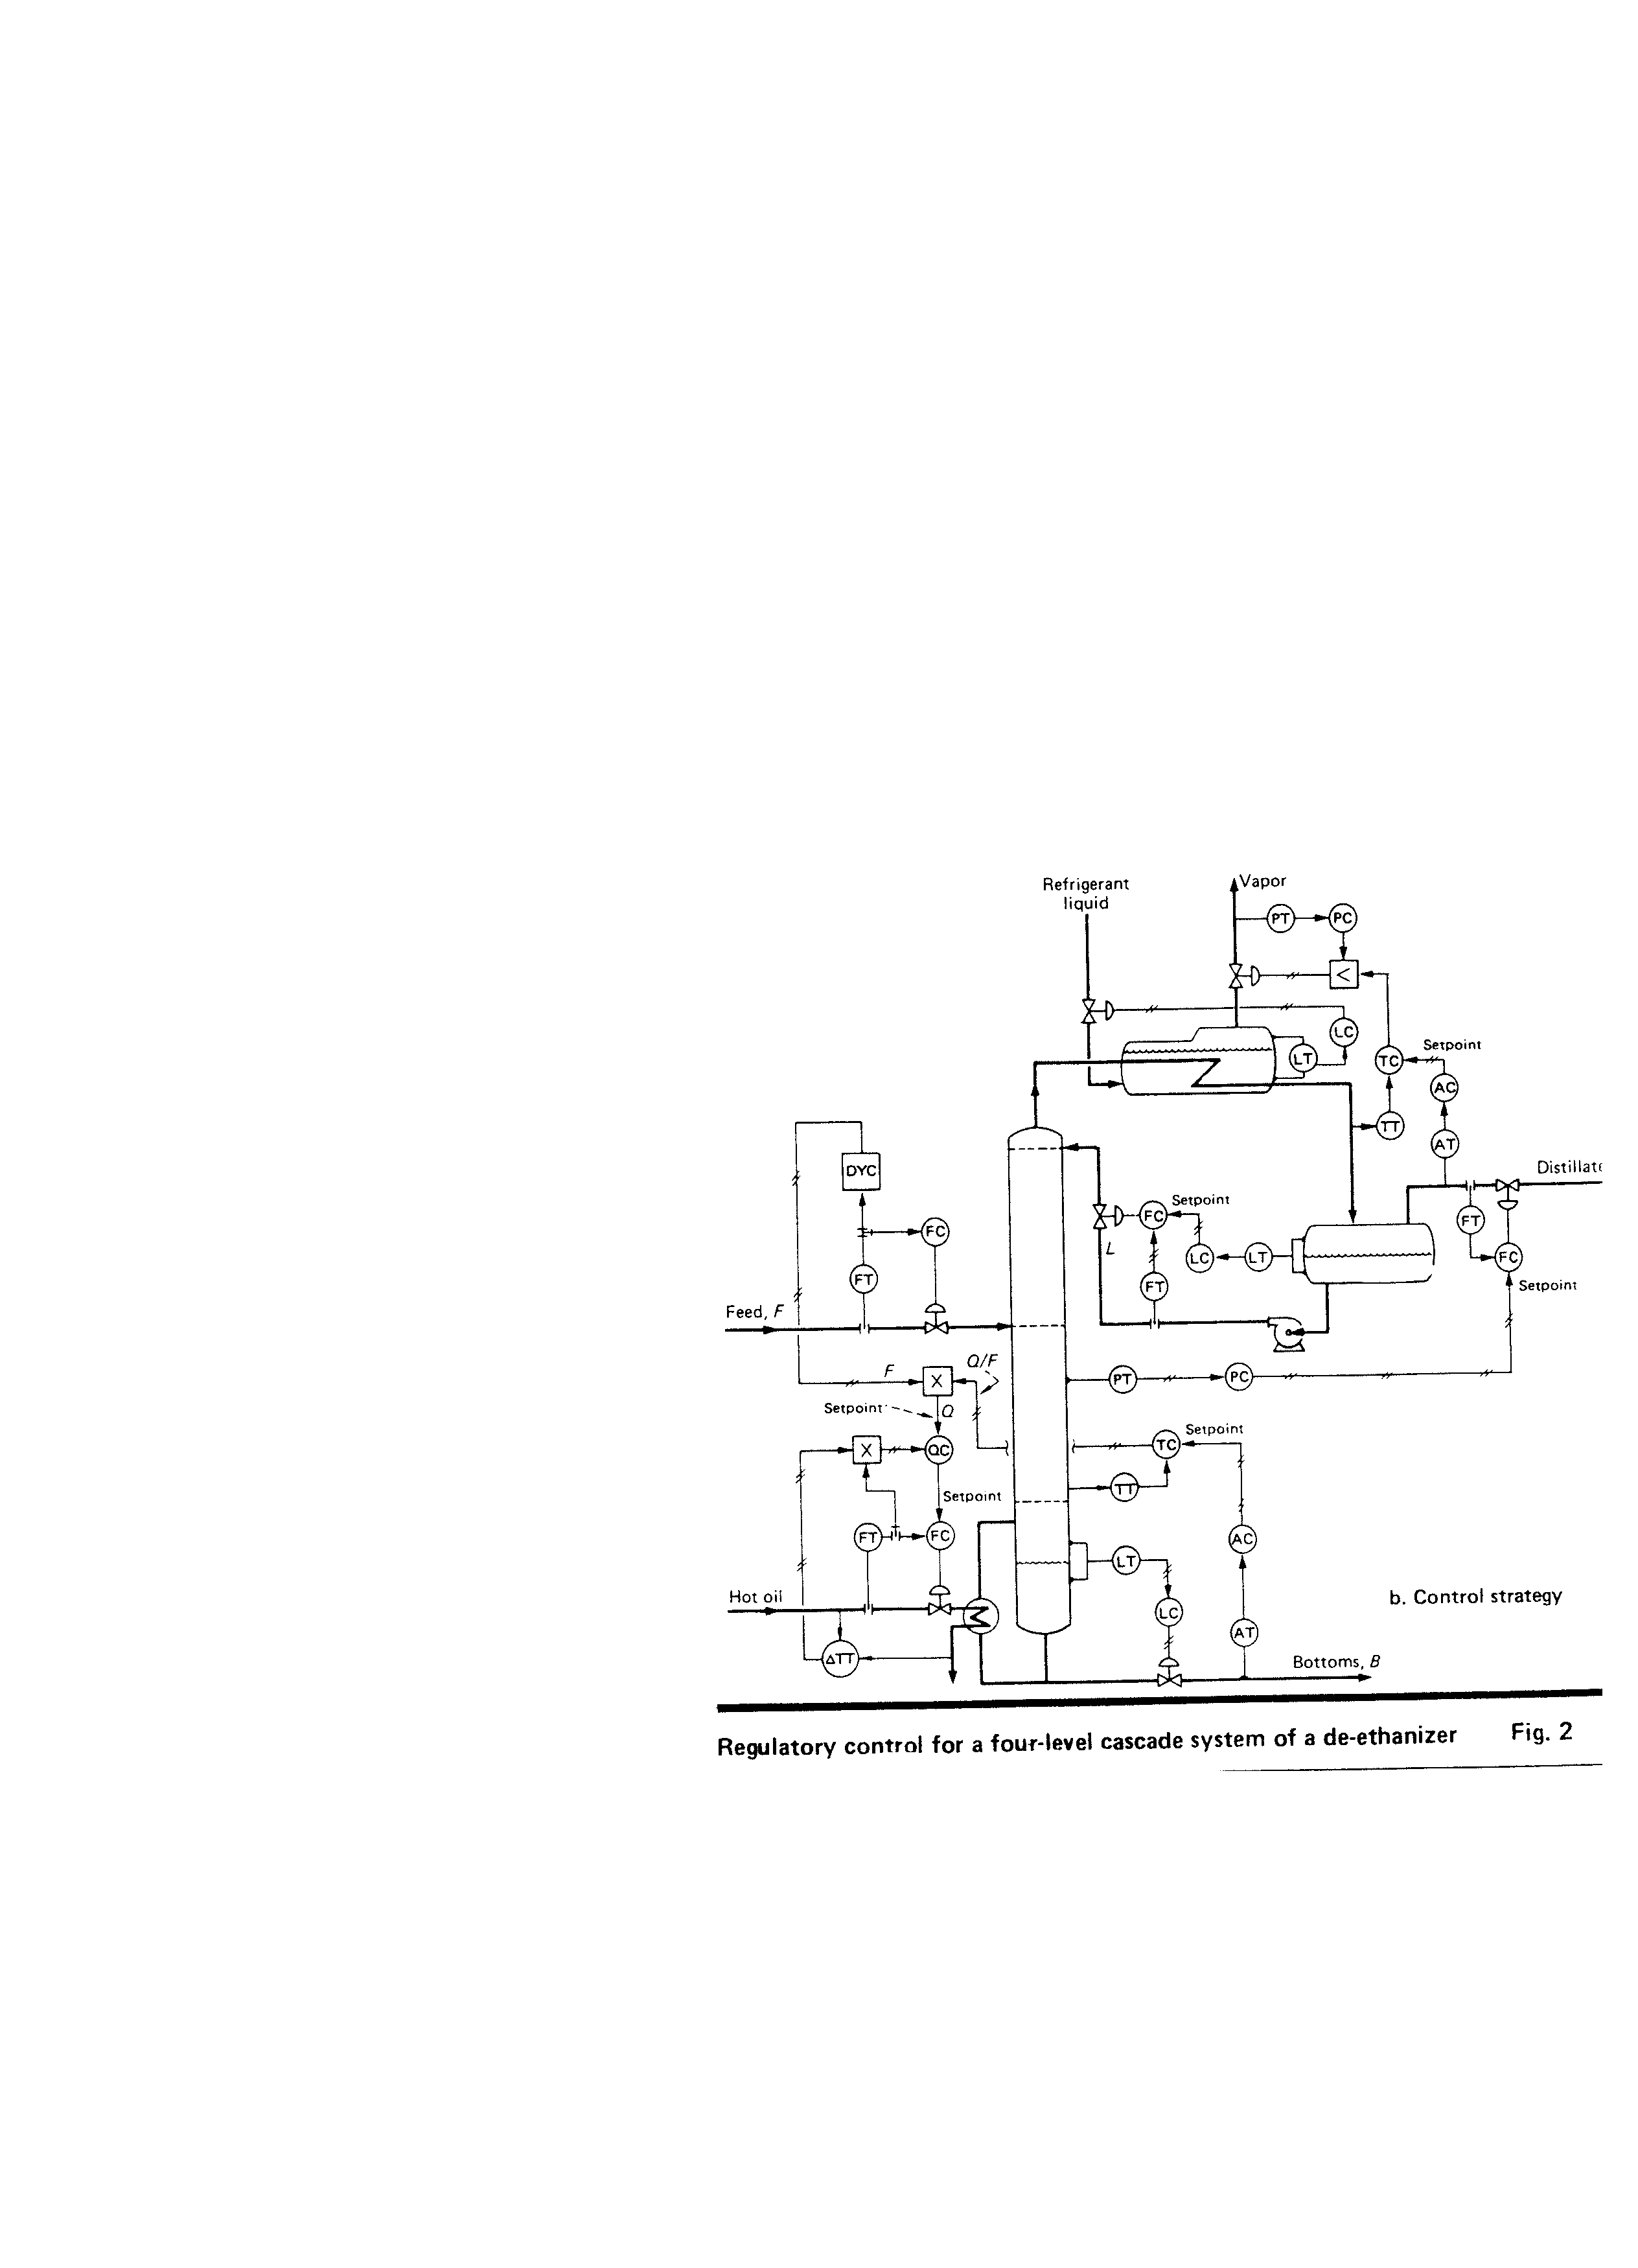 Refrigerant
liquid
Vapor
PT
PC
<
LC
LT
TC
Setpoint
AC
TT
AT
DYC
FC
FT
Distillate
Setpoint
FC
LC
LT
FT
L
FT
FC
Setpoint
Feed, F
F
X
Q/F
PT
PC
Setpoint
Q
X
QC
TC
Setpoint
TT
Setpoint
FT
FC
LT
AC
Hot oil
LC
AT
b. Control strategy
ΔTT
Bottoms, B
Regulatory control for a four-level cascade system of a de-ethanizer Fig. 2